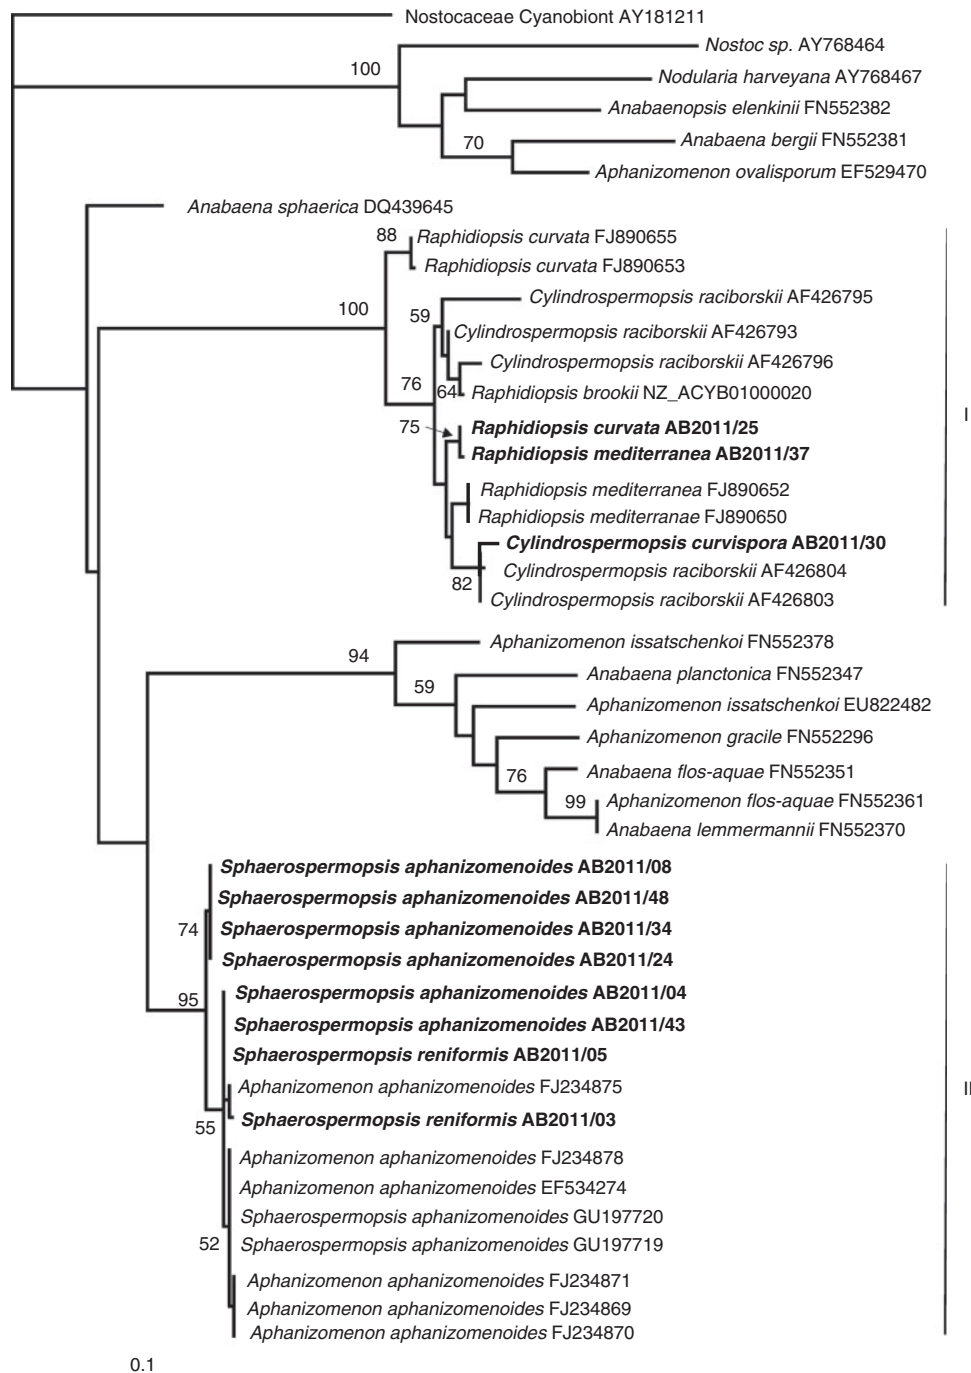 Nostocaceae Cyanobiont AY181211
Nostoc sp. AY768464
100
Nodularia harveyana AY768467
Anabaenopsis elenkinii FN552382
70
Anabaena bergii FN552381
Aphanizomenon ovalisporum EF529470
Anabaena sphaerica DQ439645
88
Raphidiopsis curvata FJ890655
Raphidiopsis curvata FJ890653
Cylindrospermopsis raciborskii AF426795
100
59
Cylindrospermopsis raciborskii AF426793
Cylindrospermopsis raciborskii AF426796
76
64
Raphidiopsis brookii NZ_ACYB01000020
I
75
Raphidiopsis curvata AB2011/25
Raphidiopsis mediterranea AB2011/37
Raphidiopsis mediterranea FJ890652
Raphidiopsis mediterranae FJ890650
Cylindrospermopsis curvispora AB2011/30
Cylindrospermopsis raciborskii AF426804
82
Cylindrospermopsis raciborskii AF426803
Aphanizomenon issatschenkoi FN552378
94
Anabaena planctonica FN552347
59
Aphanizomenon issatschenkoi EU822482
Aphanizomenon gracile FN552296
76
Anabaena flos-aquae FN552351
99
Aphanizomenon flos-aquae FN552361
Anabaena lemmermannii FN552370
Sphaerospermopsis aphanizomenoides AB2011/08
Sphaerospermopsis aphanizomenoides AB2011/48
74
Sphaerospermopsis aphanizomenoides AB2011/34
Sphaerospermopsis aphanizomenoides AB2011/24
95
Sphaerospermopsis aphanizomenoides AB2011/04
Sphaerospermopsis aphanizomenoides AB2011/43
Sphaerospermopsis reniformis AB2011/05
Aphanizomenon aphanizomenoides FJ234875
II
Sphaerospermopsis reniformis AB2011/03
55
Aphanizomenon aphanizomenoides FJ234878
Aphanizomenon aphanizomenoides EF534274
Sphaerospermopsis aphanizomenoides GU197720
52
Sphaerospermopsis aphanizomenoides GU197719
Aphanizomenon aphanizomenoides FJ234871
Aphanizomenon aphanizomenoides FJ234869
Aphanizomenon aphanizomenoides FJ234870
0.1